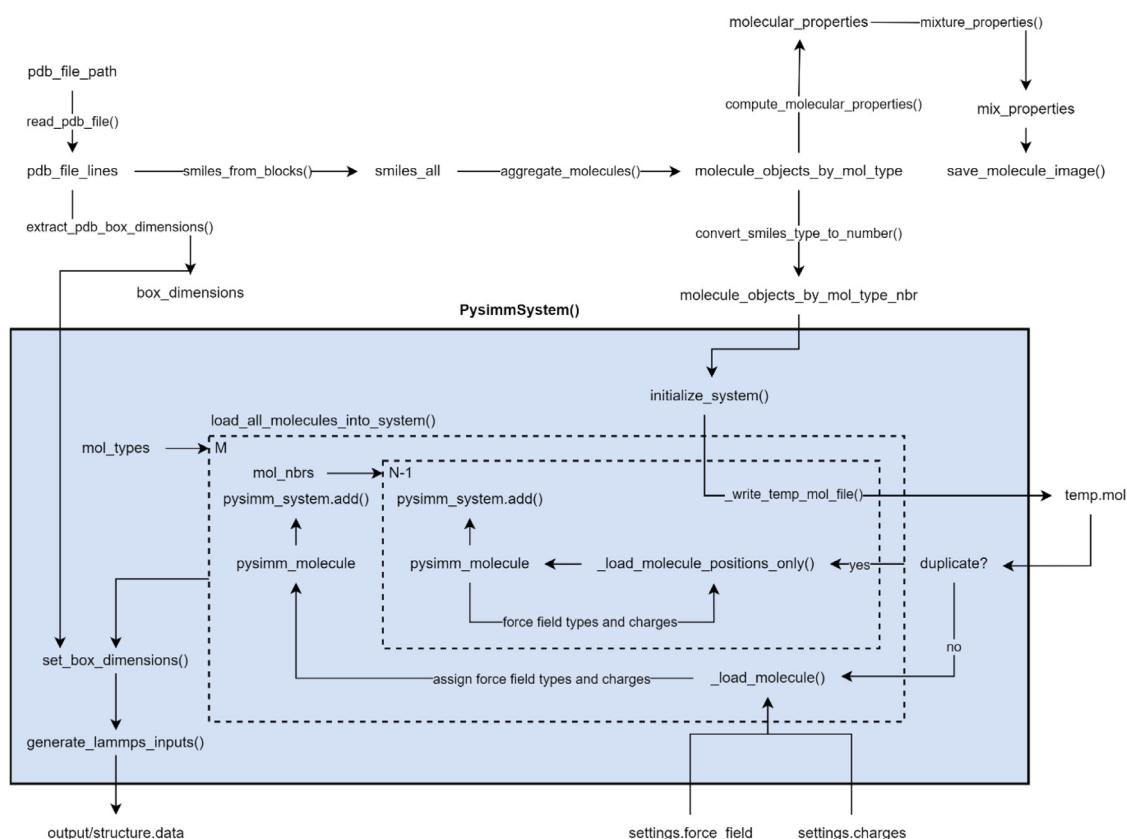 molecular_properties
mixture_properties()
pdb_file_path
compute_molecular_properties()
mix_properties
read_pdb_file()
pdb_file_lines
smiles_from_blocks()
smiles_all
aggregate_molecules()
molecule_objects_by_mol_type
save_molecule_image()
extract_pdb_box_dimensions()
convert_smiles_type_to_number()
box_dimensions
molecule_objects_by_mol_type_nbr
PysimmSystem()
initialize_system()
load_all_molecules_into_system()
mol_types
M
mol_nbrs
N-1
pysimm_system.add()
pysimm_system.add()
_write_temp_mol_file()
temp.mol
pysimm_molecule
pysimm_molecule
_load_molecule_positions_only()
yes
duplicate?
force field types and charges
no
set_box_dimensions()
assign force field types and charges
_load_molecule()
generate_lammps_inputs()
output/structure.data
settings.force_field
settings.charges